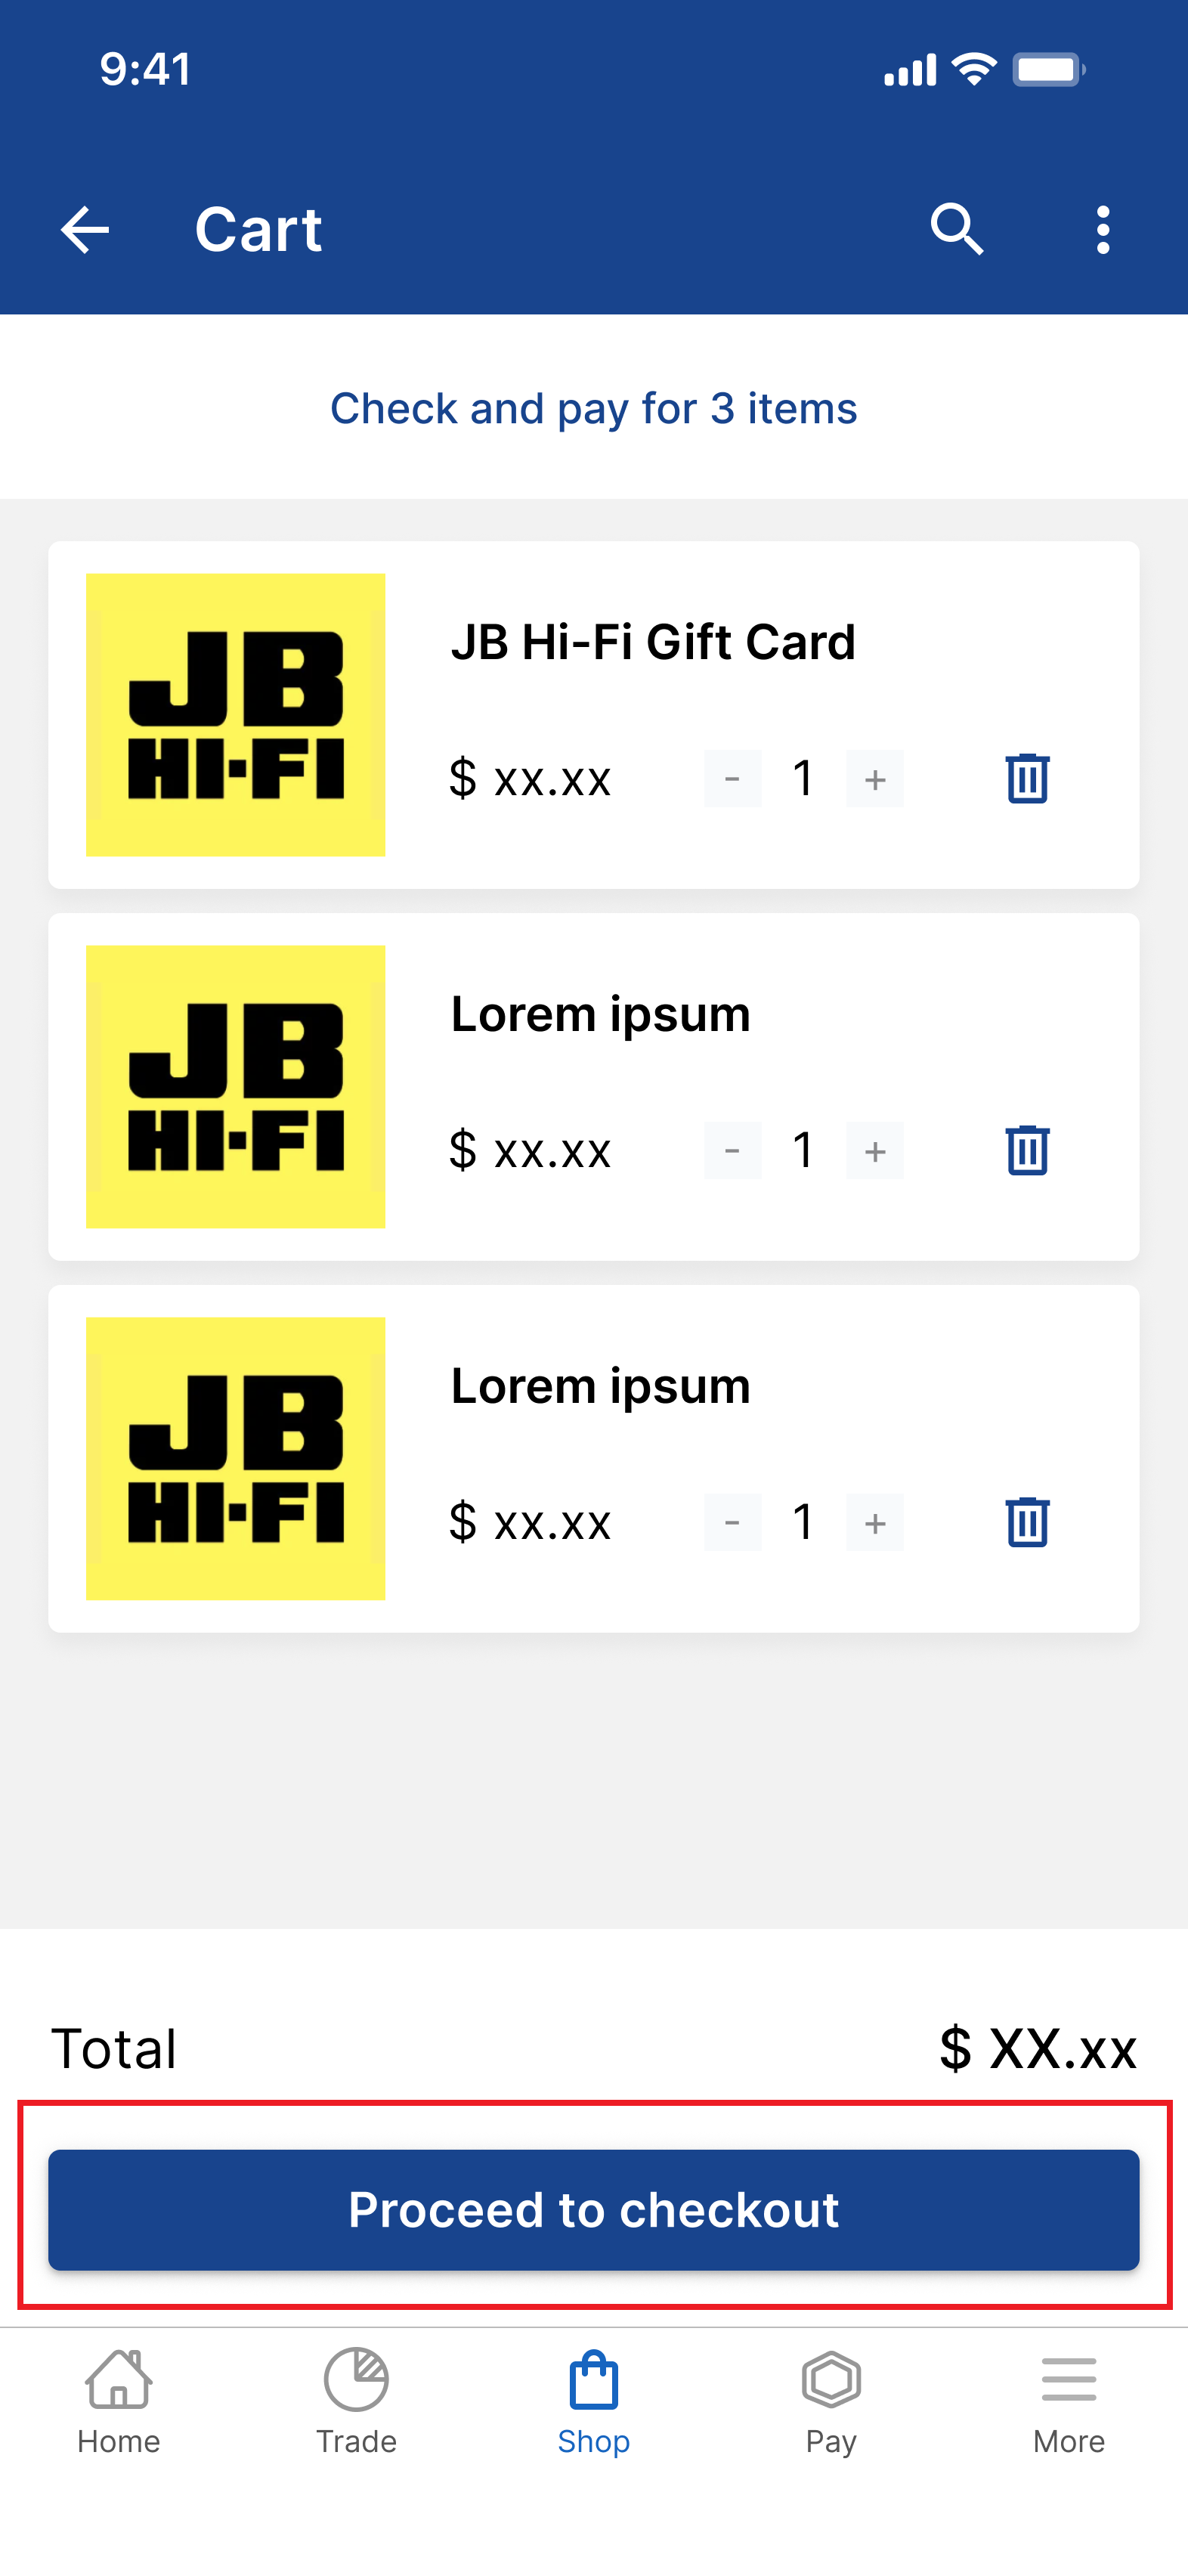 9:41
Cart
Check and pay for 3 items
JB
HI-FI
JB Hi-Fi Gift Card
$ xx.xx - 1 +
JB
HI-FI
Lorem ipsum
$ xx.xx - 1 +
JB
HI-FI
Lorem ipsum
$ xx.xx - 1 +
Total $ XX.xx
Proceed to checkout
Home Trade Shop Pay More